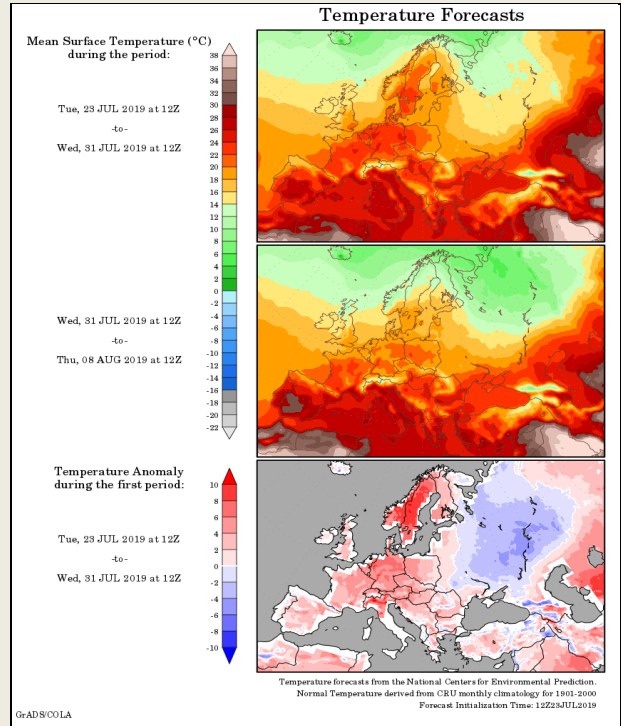 Temperature Forecasts
Mean Surface Temperature (°C)
during the period:
Tue, 23 JUL 2019 at 12Z
-to-
Wed, 31 JUL 2019 at 12Z
38
36
34
32
30
28
26
24
22
20
18
16
14
12
10
8
6
4
2
0
-2
-4
-6
-8
-10
-12
-14
-16
-18
-20
-22
Wed, 31 JUL 2019 at 12Z
-to-
Thu, 08 AUG 2019 at 12Z
Temperature Anomaly
during the first period:
Tue, 23 JUL 2019 at 12Z
-to-
Wed, 31 JUL 2019 at 12Z
10
8
6
4
2
0
-2
-4
-6
-8
-10
Temperature forecasts from the National Centers for Environmental Prediction.
Normal Temperature derived from CRU monthly climatology for 1901-2000
Forecast Initialization Time: 12Z23JUL2019
GrADS/COLA